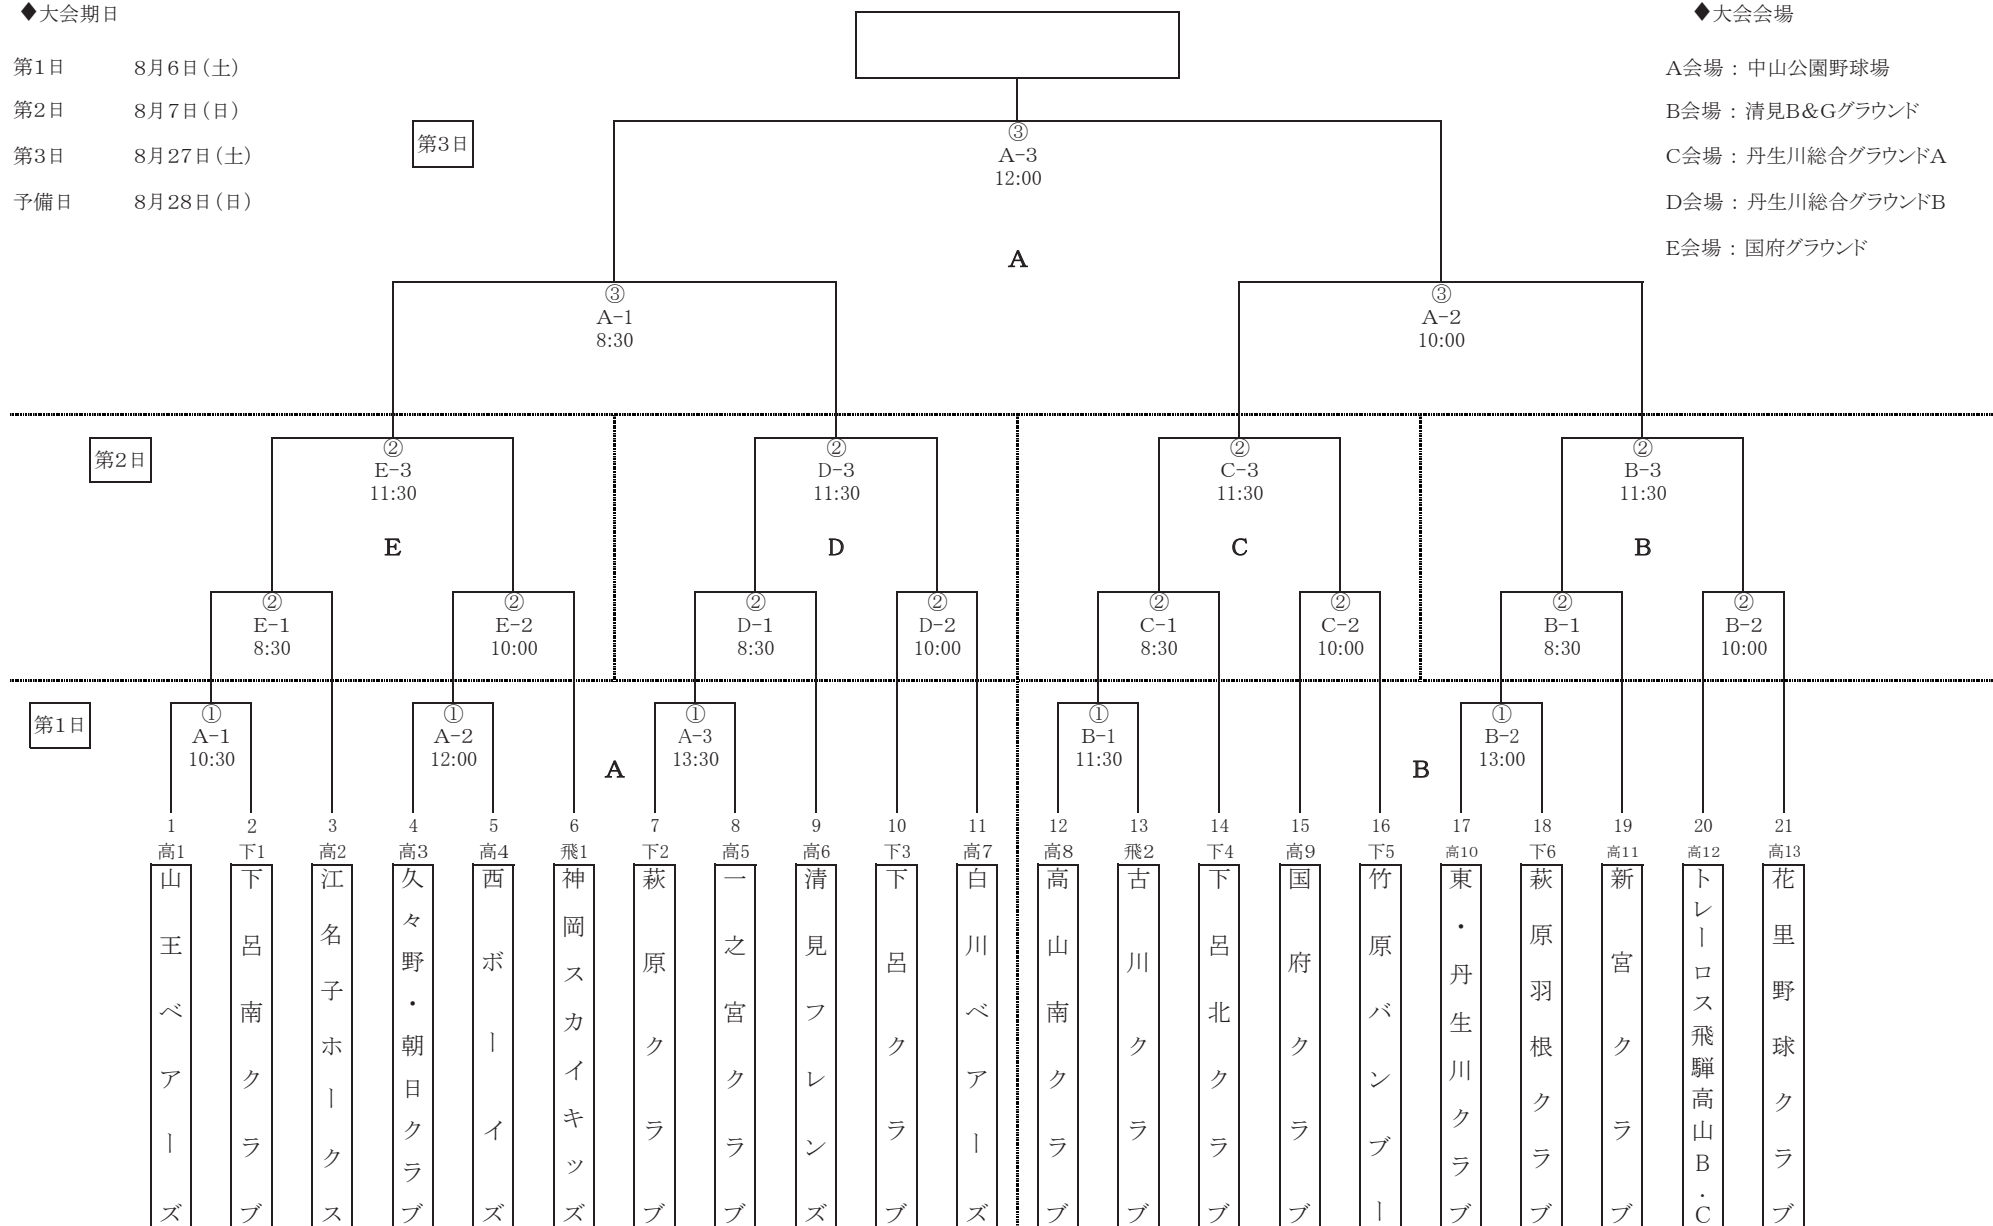 ◆大会期日
第1日 8月6日(土)
第2日 8月7日(日)
第3日 8月27日(土)
予備日 8月28日(日)
◆大会会場
A会場：中山公園野球場
B会場：清見B&Gグラウンド
C会場：丹生川総合グラウンドA
D会場：丹生川総合グラウンドB
E会場：国府グラウンド
第3日
③
A-3
12:00
A
③
A-1
8:30
③
A-2
10:00
第2日
②
E-3
11:30
②
D-3
11:30
②
C-3
11:30
②
B-3
11:30
E
D
C
B
②
E-1
8:30
②
E-2
10:00
②
D-1
8:30
②
D-2
10:00
②
C-1
8:30
②
C-2
10:00
②
B-1
8:30
②
B-2
10:00
第1日
①
A-1
10:30
①
A-2
12:00
①
A-3
13:30
①
B-1
11:30
①
B-2
13:00
A
B
1 2 3 4 5 6 7 8 9 10 11 12 13 14 15 16 17 18 19 20 21
高1 下1 高2 高3 高4 飛1 下2 高5 高6 下3 高7 高8 飛2 下4 高9 下5 高10 下6 高11 高12 高13
山王ベアーズ
下呂南クラブ
江名子ホークス
久々野・朝日クラブ
西ボーイズ
神岡スカイキッズ
萩原クラブ
一之宮クラブ
清見フレンズ
下呂クラブ
白川ベアーズ
高山南クラブ
古川クラブ
下呂北クラブ
国府クラブ
竹原バンブー
東・丹生川クラブ
萩原羽根クラブ
新宮クラブ
トレーロス飛騨高山B.C
花里野球クラブ